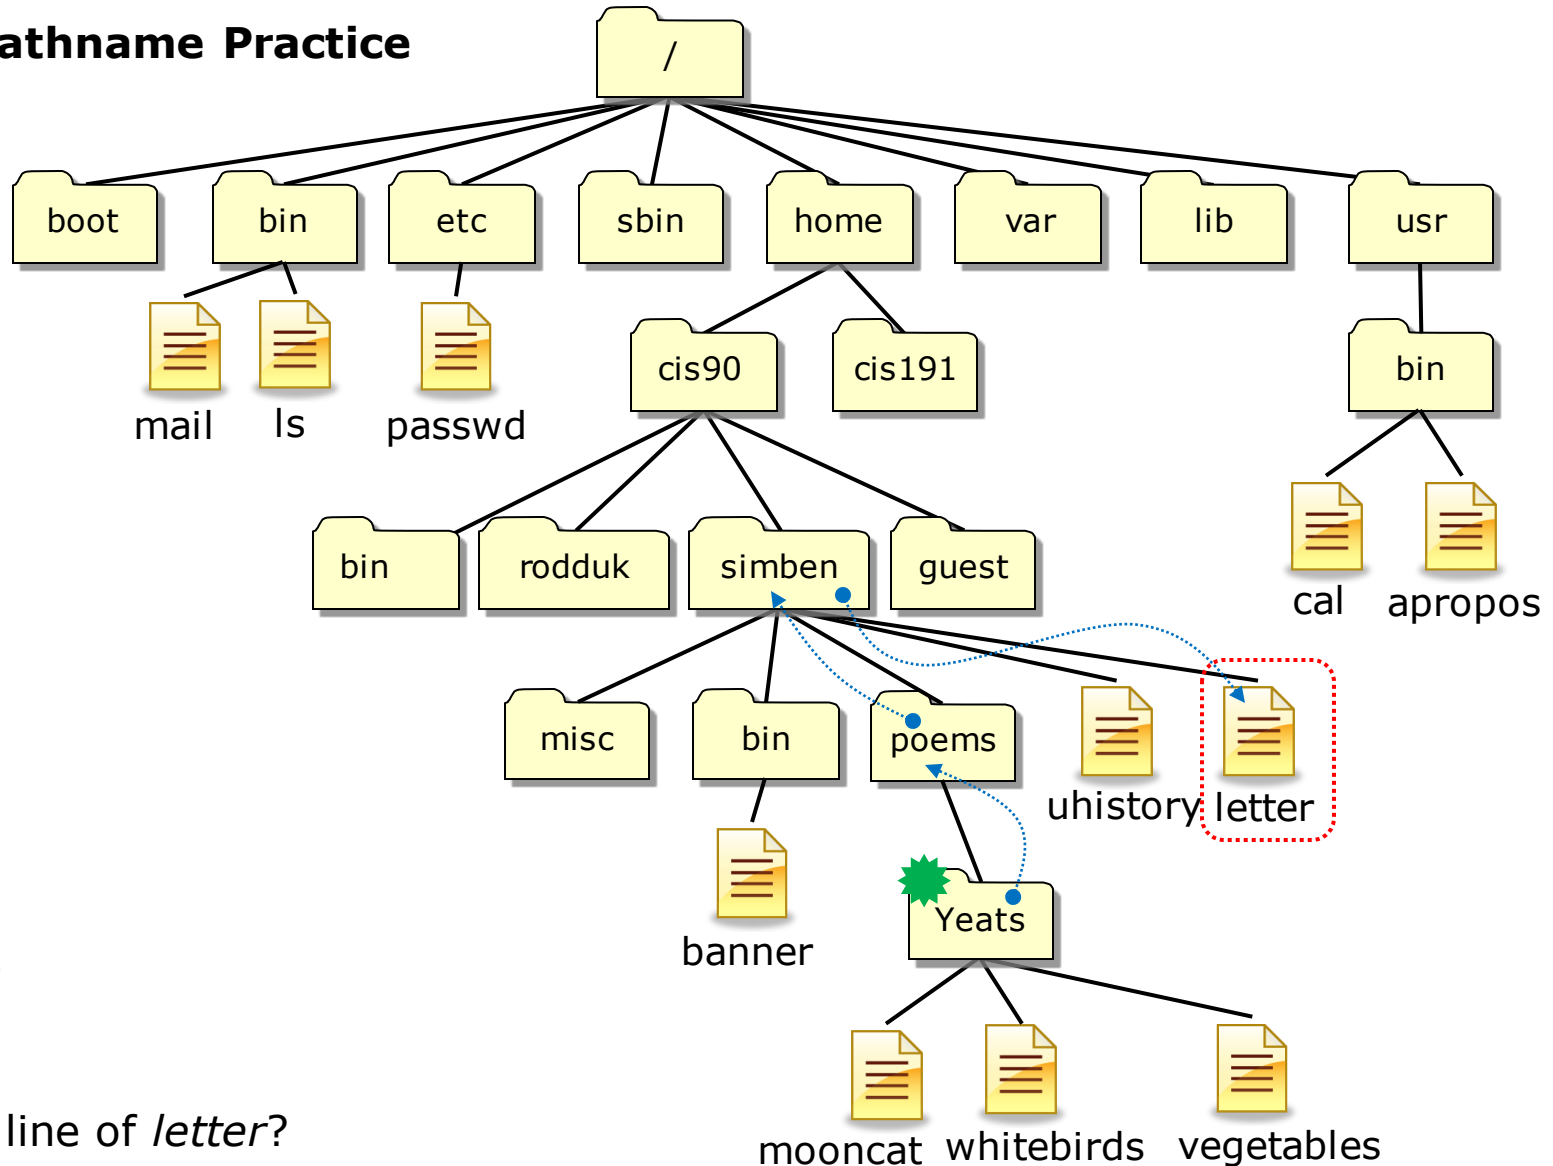 athname Practice
/
boot bin etc sbin home var lib usr
mail ls passwd
cis90 cis191 bin
bin rodduk simben guest
cal apropos
misc bin poems
uhistory letter
banner
Yeats
line of letter?
mooncat whitebirds vegetables